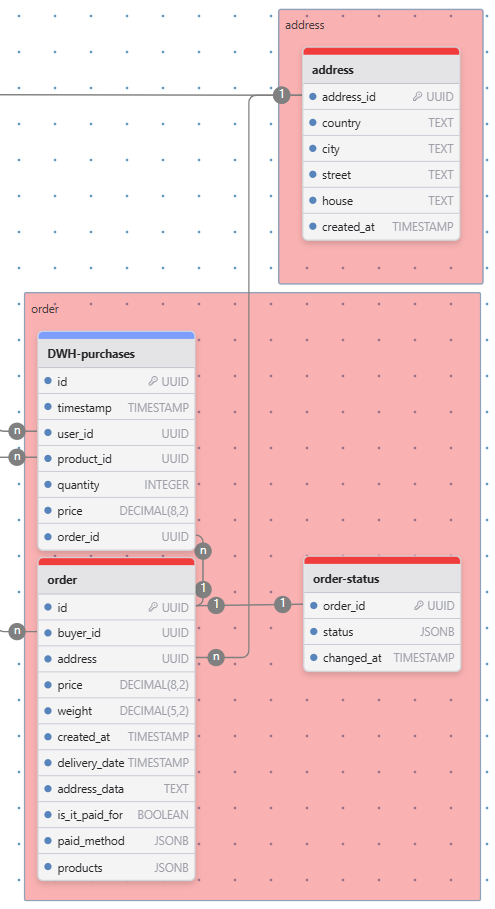 address
address
1
address_id UUID
country TEXT
city TEXT
street TEXT
house TEXT
created_at TIMESTAMP
order
DWH-purchases
id UUID
timestamp TIMESTAMP
n user_id UUID
n product_id UUID
quantity INTEGER
price DECIMAL(8,2)
order_id UUID
n
order
1
id UUID 1
n buyer_id UUID
address UUID n
price DECIMAL(8,2)
weight DECIMAL(5,2)
created_at TIMESTAMP
delivery_date TIMESTAMP
address_data TEXT
is_it_paid_for BOOLEAN
paid_method JSONB
products JSONB
order-status
1 order_id UUID
status JSONB
changed_at TIMESTAMP